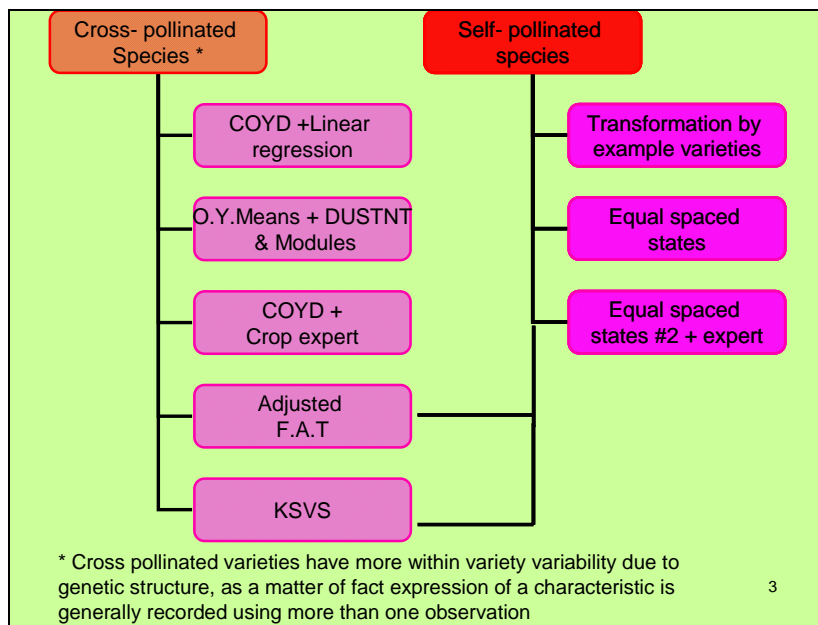 Cross- pollinated
Species *
Self- pollinated
species
COYD +Linear
regression
Transformation by
example varieties
O.Y.Means + DUSTNT
& Modules
Equal spaced
states
COYD +
Crop expert
Equal spaced
states #2 + expert
Adjusted
F.A.T
KSVS
* Cross pollinated varieties have more within variety variability due to
genetic structure, as a matter of fact expression of a characteristic is
generally recorded using more than one observation
3